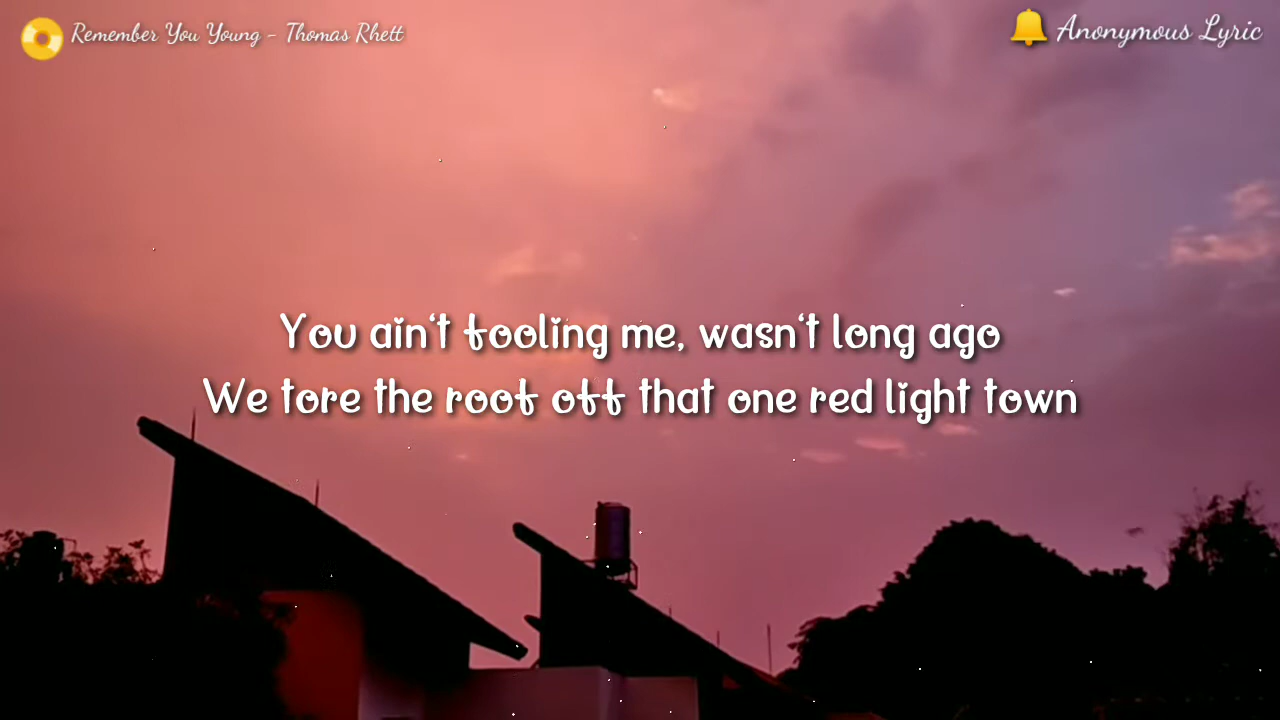 Remember You Young - Thomas Rhett
Anonymous Lyric
You ain't fooling me, wasn't long ago
We tore the roof off that one red light town